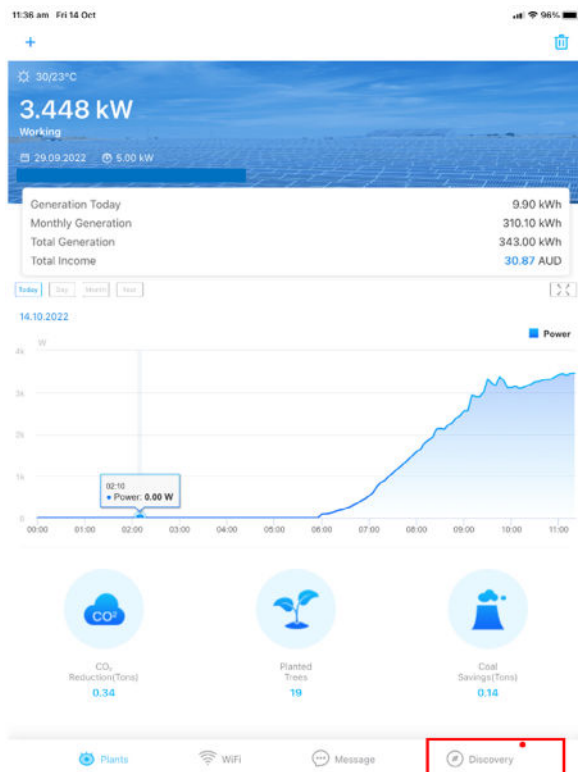 11:36 am Fri 14 Oct 96%
+
30/23°C
3.448 kW
Working
29.09.2022 5.00 kW
Generation Today 9.90 kWh
Monthly Generation 310.10 kWh
Total Generation 343.00 kWh
Total Income 30.87 AUD
Today Day Month Year
14.10.2022
W
Power
4k
3k
2k
1k
02:10
Power: 0.00 W
0
00:00 01:00 02:00 03:00 04:00 05:00 06:00 07:00 08:00 09:00 10:00 11:00
CO²
CO₂ Planted Coal
Reduction(Tons) Trees Savings(Tons)
0.34 19 0.14
Plants WiFi Message Discovery